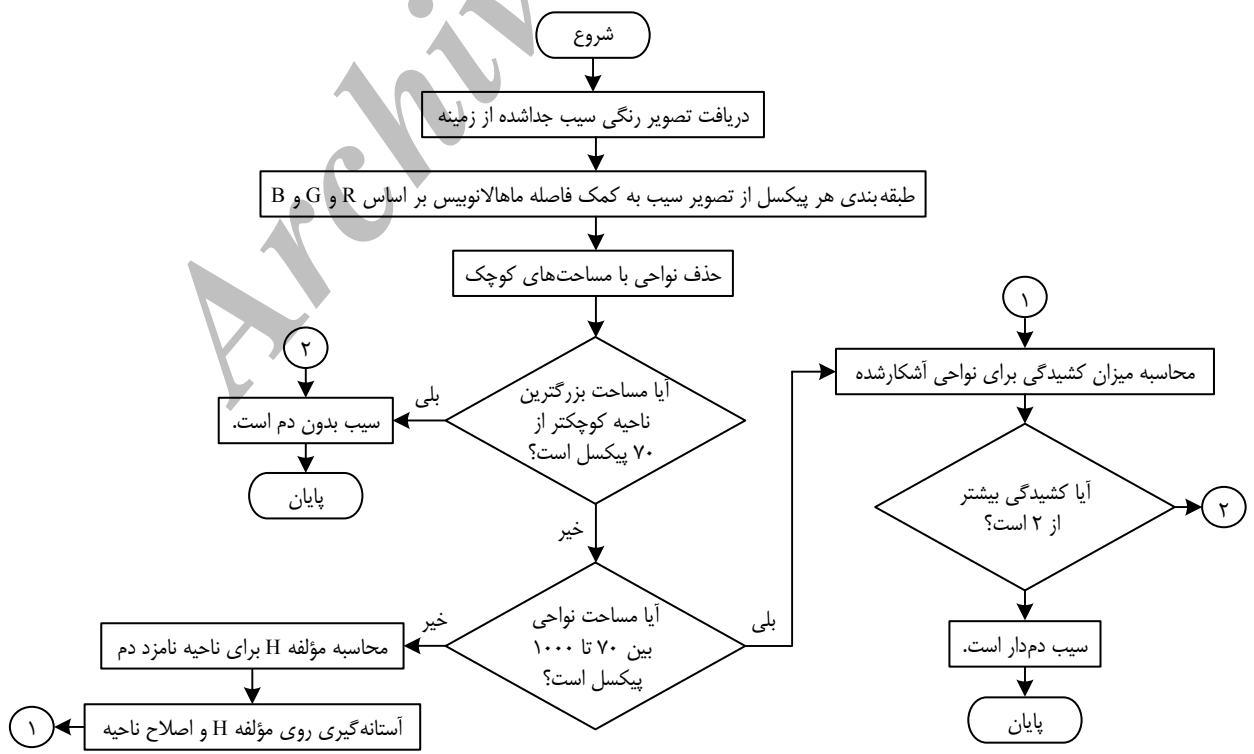 شروع
دریافت تصویر رنگی سیب جداشده از زمینه
طبقه‌بندی هر پیکسل از تصویر سیب به کمک فاصله ماهالانوبیس بر اساس R و G و B
حذف نواحی با مساحت‌های کوچک
آیا مساحت بزرگترین
ناحیه کوچکتر از
۷۰ پیکسل است؟
بلی
۲
سیب بدون دم است.
پایان
خیر
آیا مساحت نواحی
بین ۷۰ تا ۱۰۰۰
پیکسل است؟
خیر
محاسبه مؤلفه H برای ناحیه نامزد دم
آستانه‌گیری روی مؤلفه H و اصلاح ناحیه
۱
بلی
۱
محاسبه میزان کشیدگی برای نواحی آشکارشده
آیا کشیدگی بیشتر
از ۲ است؟
۲
سیب دم‌دار است.
پایان
Archiv